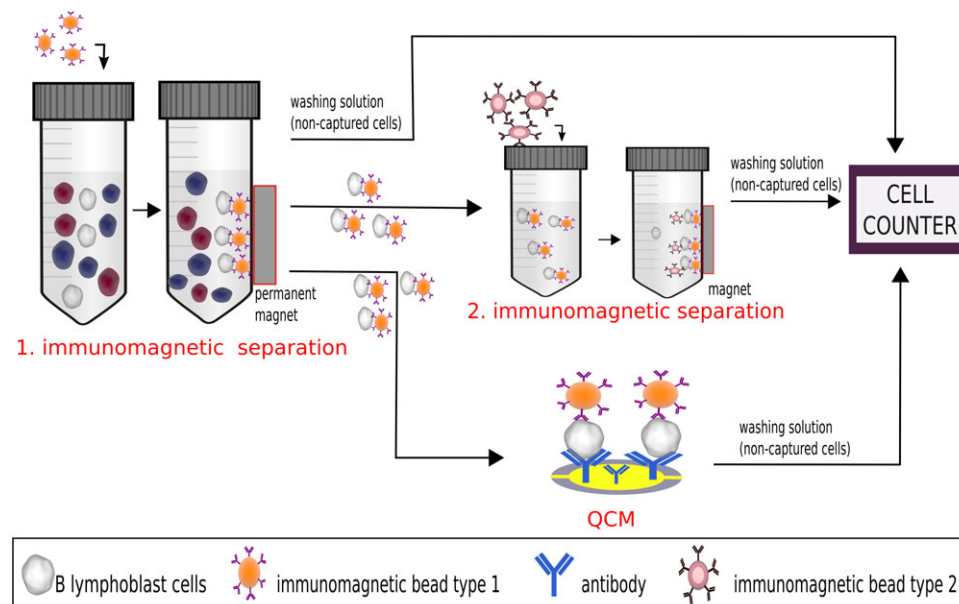 washing solution
(non-captured cells)
permanent
magnet
1. immunomagnetic separation
washing solution
(non-captured cells)
magnet
2. immunomagnetic separation
CELL
COUNTER
washing solution
(non-captured cells)
QCM
B lymphoblast cells
immunomagnetic bead type 1
antibody
immunomagnetic bead type 2